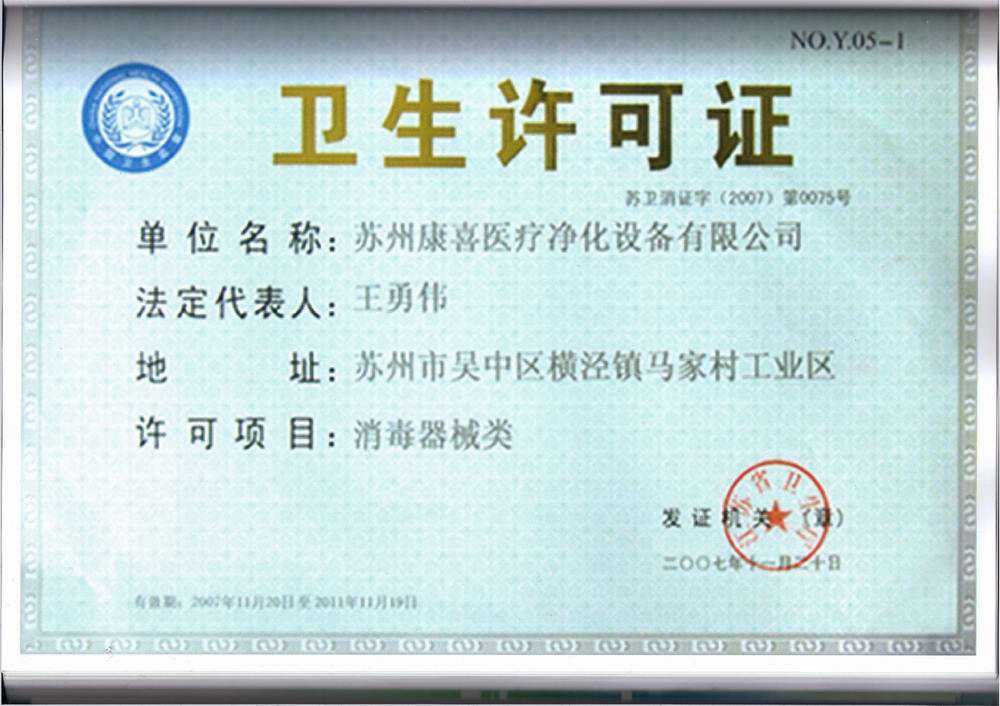 NO.Y.05-1
卫生许可证
苏卫消证字（2007）第0075号
单位名称：苏州康喜医疗净化设备有限公司
法定代表人：王勇伟
地址：苏州市吴中区横泾镇马家村工业区
许可项目：消毒器械类
江苏省卫生厅
发证机关（章）
二〇〇七年十一月二十日
有效期：2007年11月20日至2011年11月19日